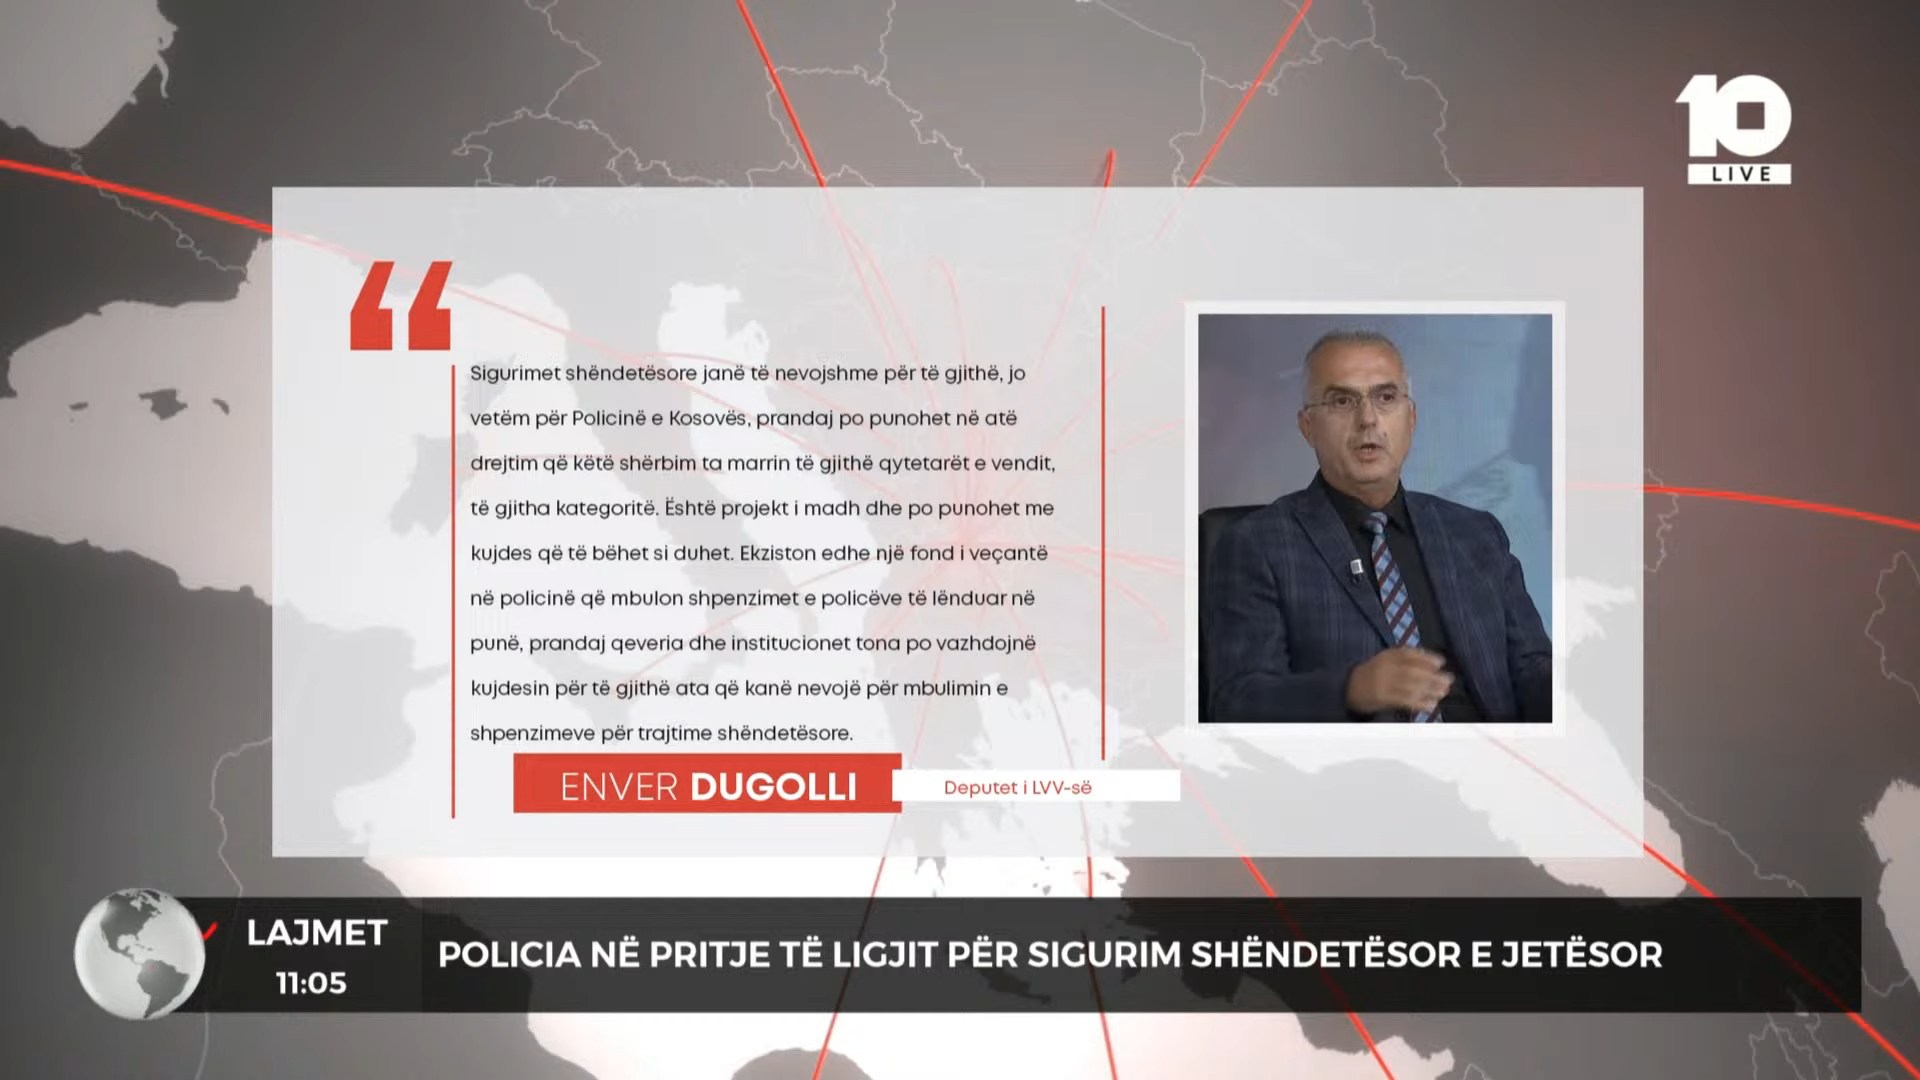 10
LIVE
“
Sigurimet shëndetësore janë të nevojshme për të gjithë, jo
vetëm për Policinë e Kosovës, prandaj po punohet në atë
drejtim që këtë shërbim ta marrin të gjithë qytetarët e vendit,
të gjitha kategoritë. Është projekt i madh dhe po punohet me
kujdes që të bëhet si duhet. Ekziston edhe një fond i veçantë
në policinë që mbulon shpenzimet e policëve të lënduar në
punë, prandaj qeveria dhe institucionet tona po vazhdojnë
kujdesin për të gjithë ata që kanë nevojë për mbulimin e
shpenzimeve për trajtime shëndetësore.
ENVER DUGOLLI
Deputet i LVV-së
LAJMET
11:05
POLICIA NË PRITJE TË LIGJIT PËR SIGURIM SHËNDETËSOR E JETËSOR